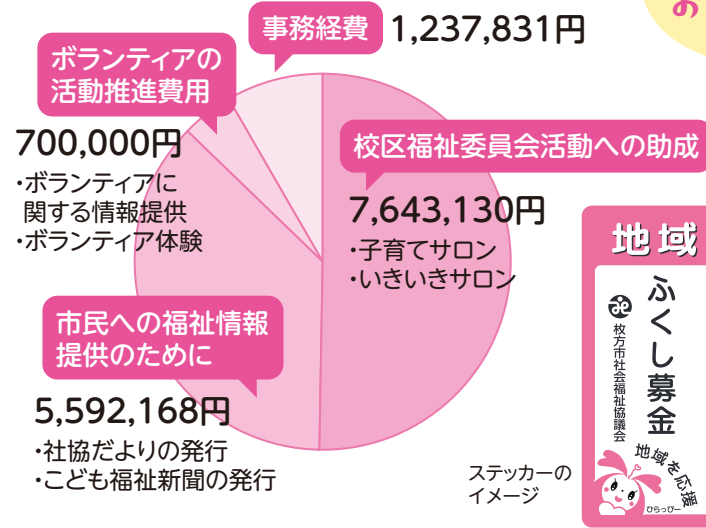 事務経費 1,237,831円
ボランティアの
活動推進費用
700,000円
・ボランティアに
関する情報提供
・ボランティア体験
校区福祉委員会活動への助成
7,643,130円
・子育てサロン
・いきいきサロン
市民への福祉情報
提供のために
5,592,168円
・社協だよりの発行
・こども福祉新聞の発行
ステッカーの
イメージ
地域
ふくし募金
枚方市社会福祉協議会
地域を応援
ひらっぴー
お